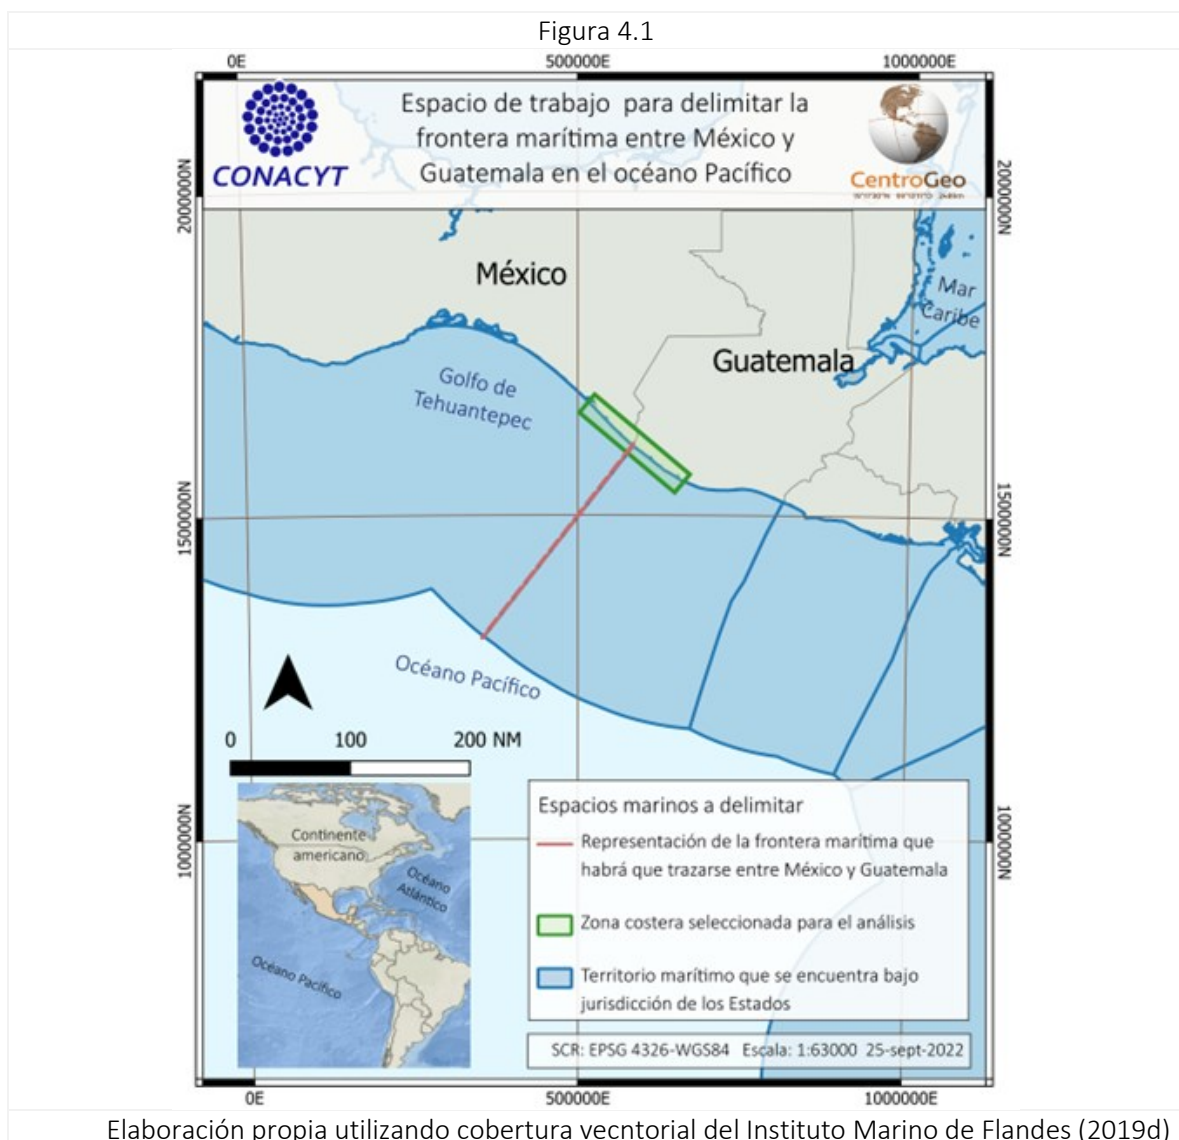 Figura 4.1
0E 500000E 1000000E
CONACYT
Espacio de trabajo para delimitar la
frontera marítima entre México y
Guatemala en el océano Pacífico
CentroGeo
2000000N
2000000N
México
Mar
Caribe
Guatemala
Golfo de
Tehuantepec
1500000N
1500000N
Océano Pacífico
0 100 200 NM
Continente
americano
Océano
Atlántico
Océano Pacífico
1000000N
1000000N
Espacios marinos a delimitar
Representación de la frontera marítima que
habrá que trazarse entre México y Guatemala
Zona costera seleccionada para el análisis
Territorio marítimo que se encuentra bajo
jurisdicción de los Estados
SCR: EPSG 4326-WGS84 Escala: 1:63000 25-sept-2022
0E 500000E 1000000E
Elaboración propia utilizando cobertura vecntorial del Instituto Marino de Flandes (2019d)